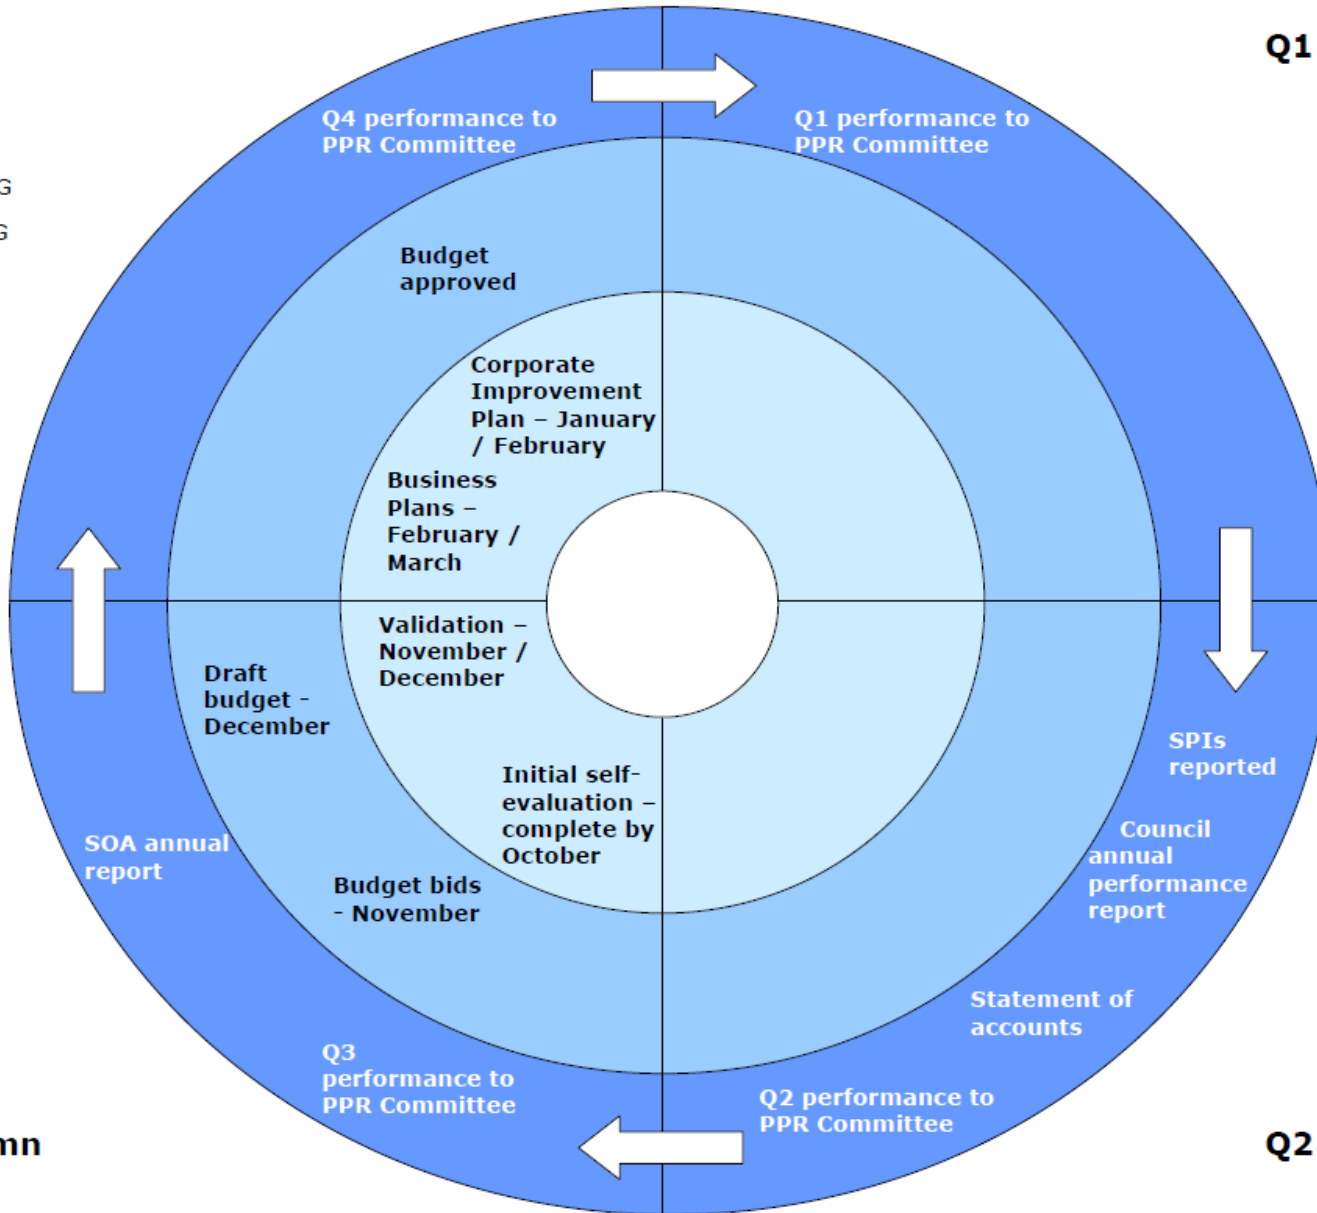 Q1
Q4 performance to
PPR Committee
Q1 performance to
PPR Committee
G
G
Budget
approved
Corporate
Improvement
Plan – January
/ February
Business
Plans –
February /
March
Validation –
November /
December
Draft
budget -
December
SPIs
reported
Initial self-
evaluation –
complete by
October
Council
annual
performance
report
SOA annual
report
Budget bids
- November
Statement of
accounts
Q3
performance to
PPR Committee
Q2 performance to
PPR Committee
mn
Q2